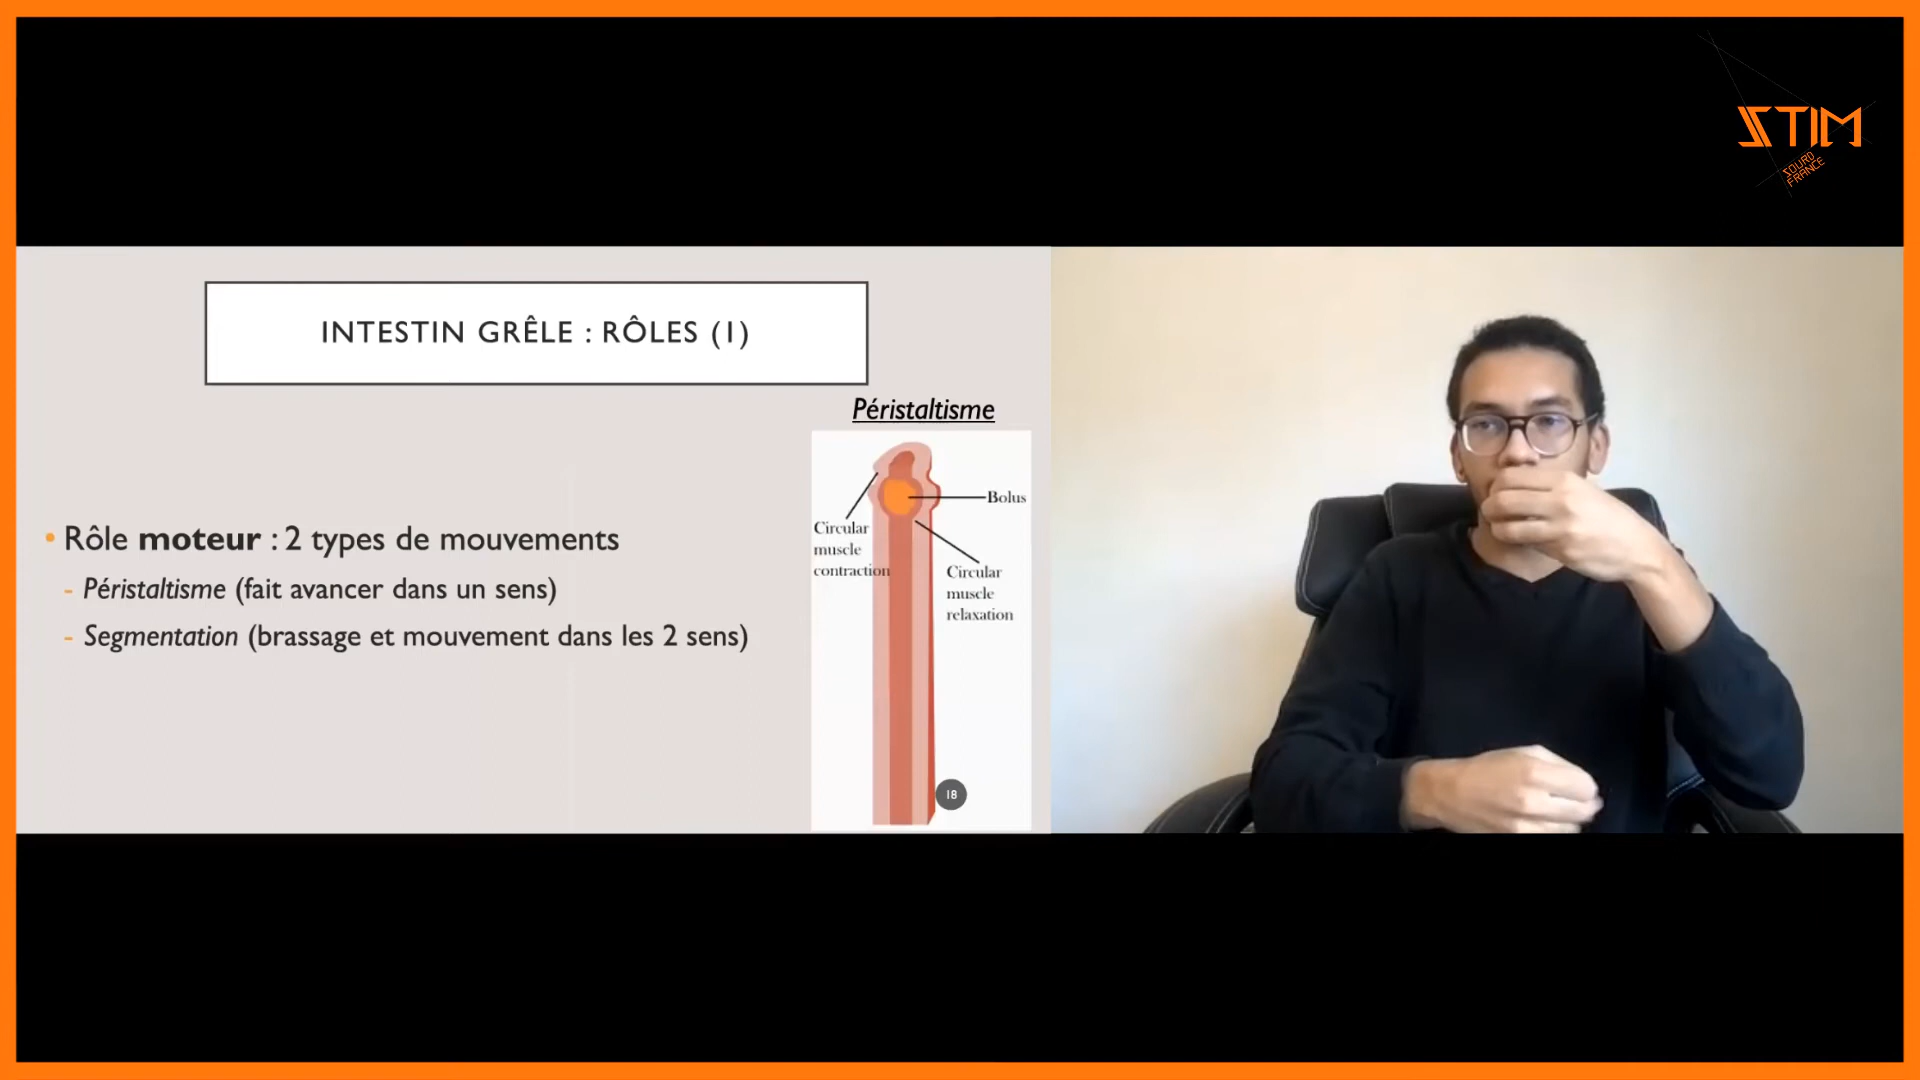 STIM
SOURD
FRANCE
INTESTIN GRÊLE : RÔLES (1)
Péristaltisme
• Rôle moteur : 2 types de mouvements
- Péristaltisme (fait avancer dans un sens)
- Segmentation (brassage et mouvement dans les 2 sens)
Bolus
Circular
muscle
contraction
Circular
muscle
relaxation
18